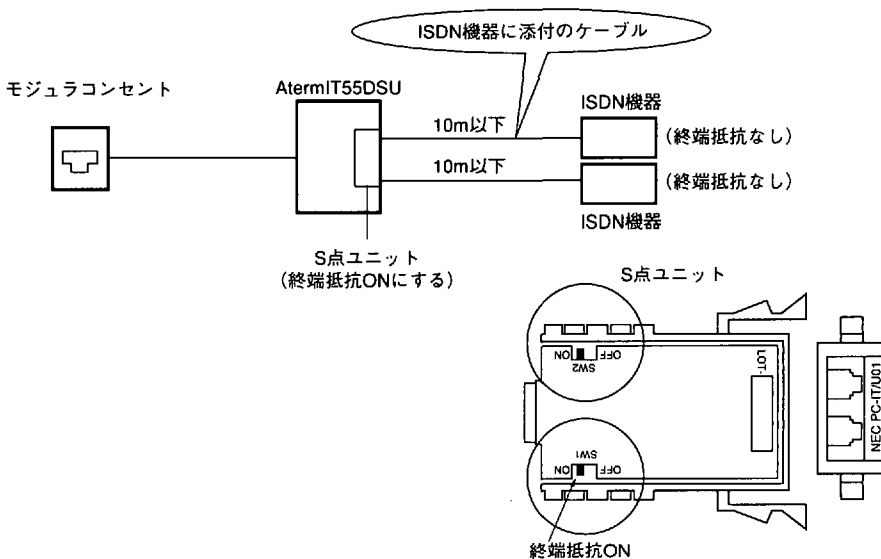 ISDN機器に添付のケーブル
モジュラコンセント
AtermIT55DSU
ISDN機器
10m以下
(終端抵抗なし)
10m以下
(終端抵抗なし)
ISDN機器
S点ユニット
(終端抵抗ONにする)
S点ユニット
ON
SW2
OFF
LOT-
NEC PC-IT/U01
SW1
ON
OFF
終端抵抗ON